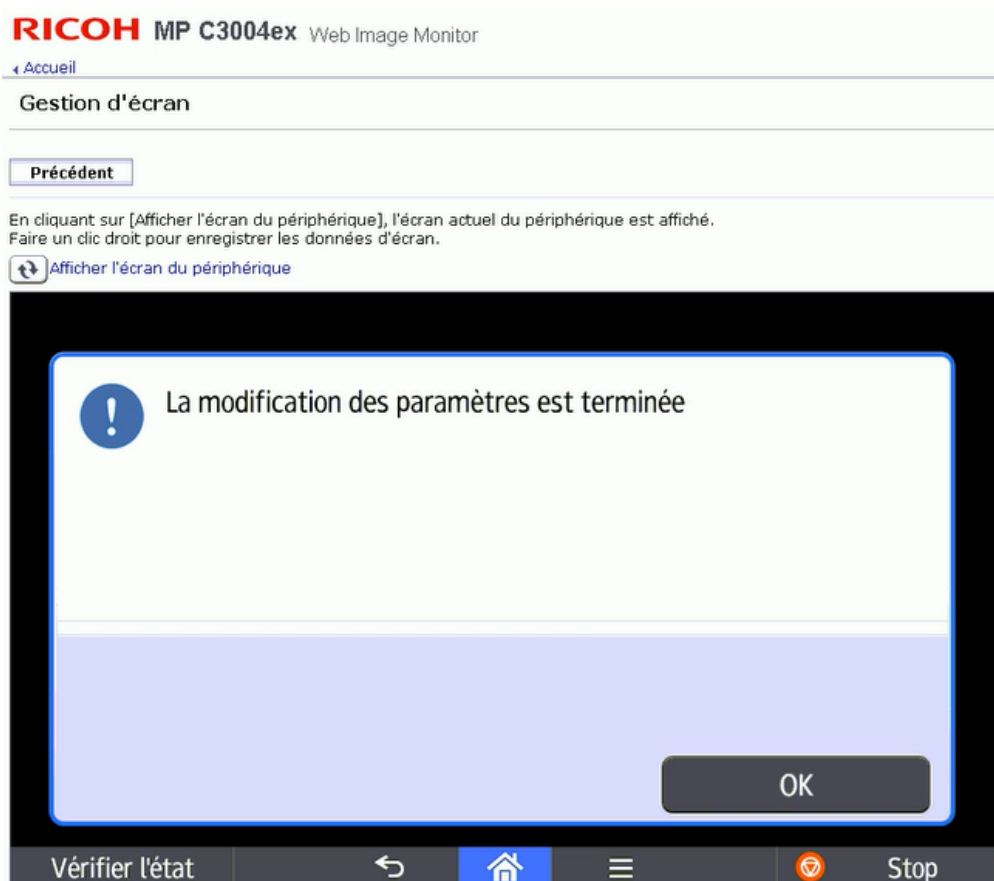 RICOH MP C3004ex Web Image Monitor
Accueil
Gestion d'écran
Précédent
En cliquant sur [Afficher l'écran du périphérique], l'écran actuel du périphérique est affiché.
Faire un clic droit pour enregistrer les données d'écran.
Afficher l'écran du périphérique
La modification des paramètres est terminée
OK
Vérifier l'état Stop